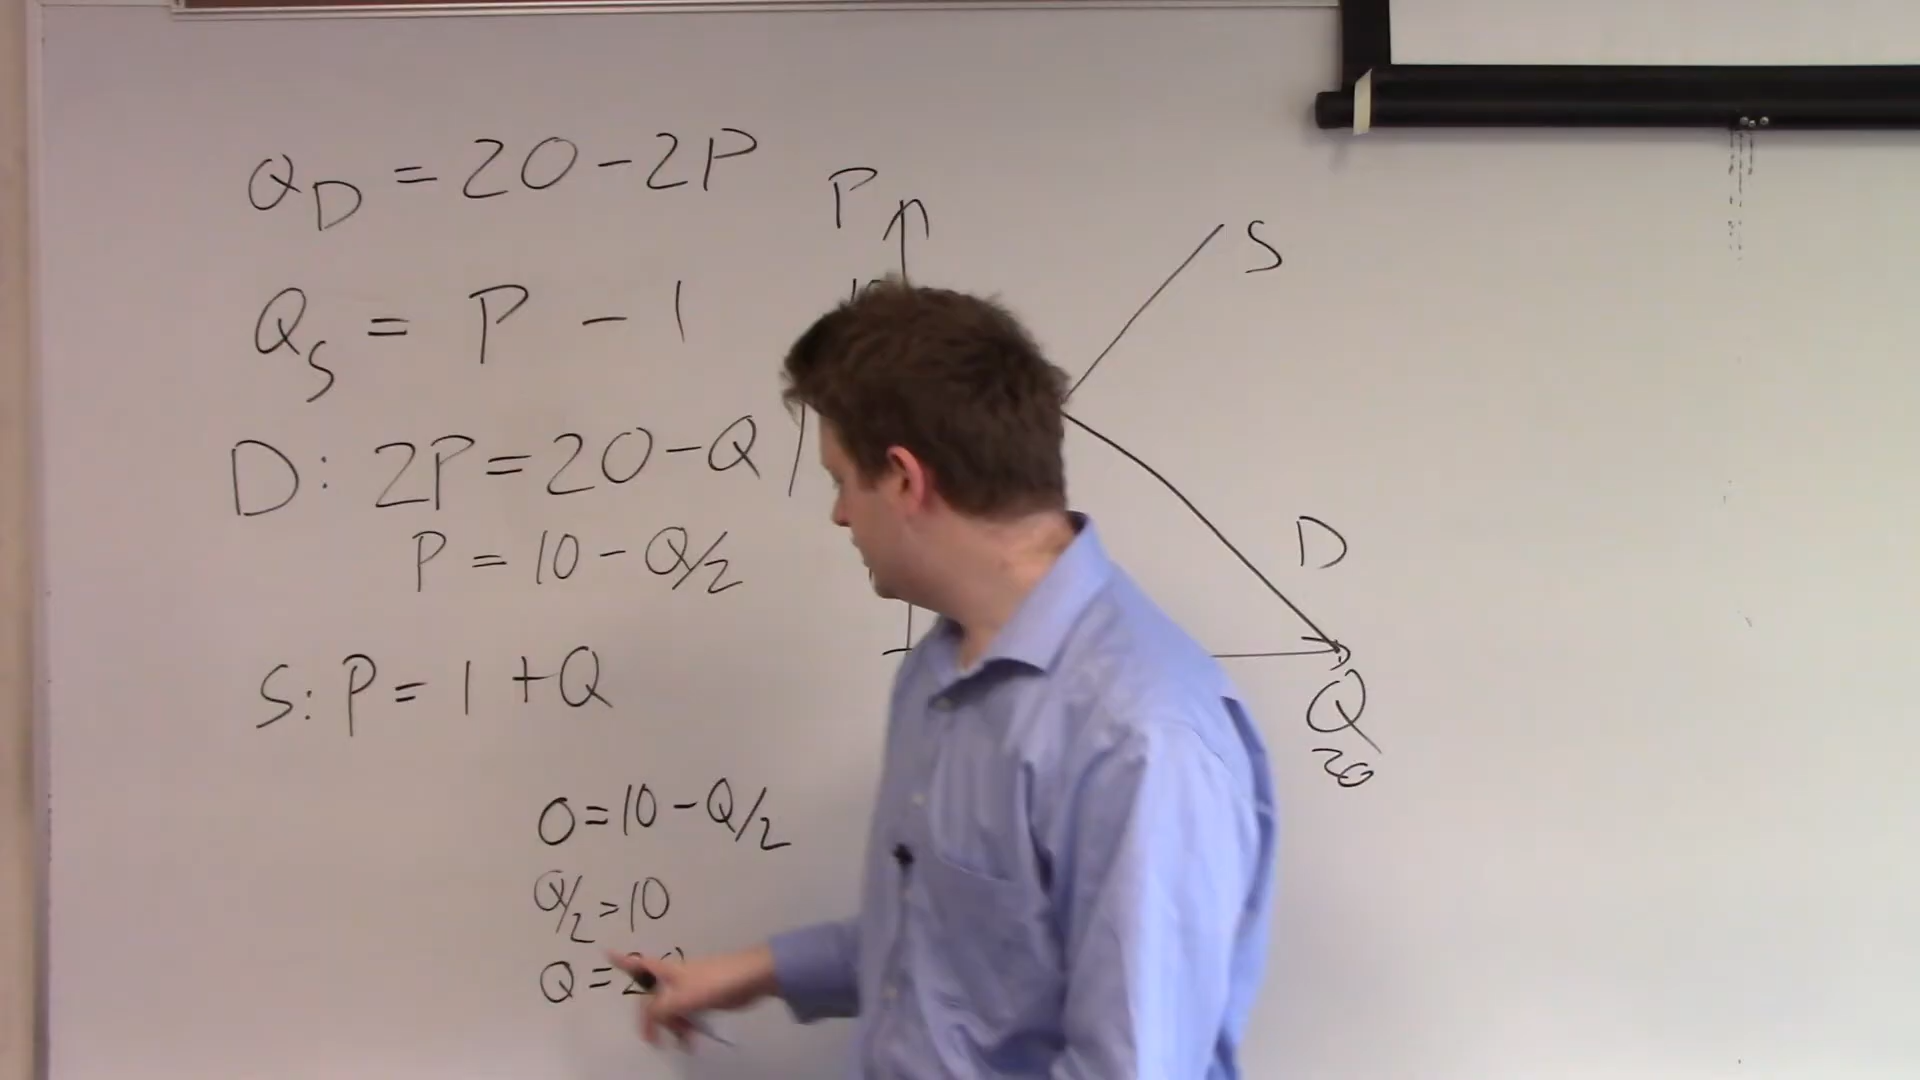 Q_D = 20 - 2P
Q_S = P - 1
D: 2P = 20 - Q
P = 10 - Q/2
S: P = 1 + Q
0 = 10 - Q/2
Q/2 = 10
Q =
P
S
D
Q
20